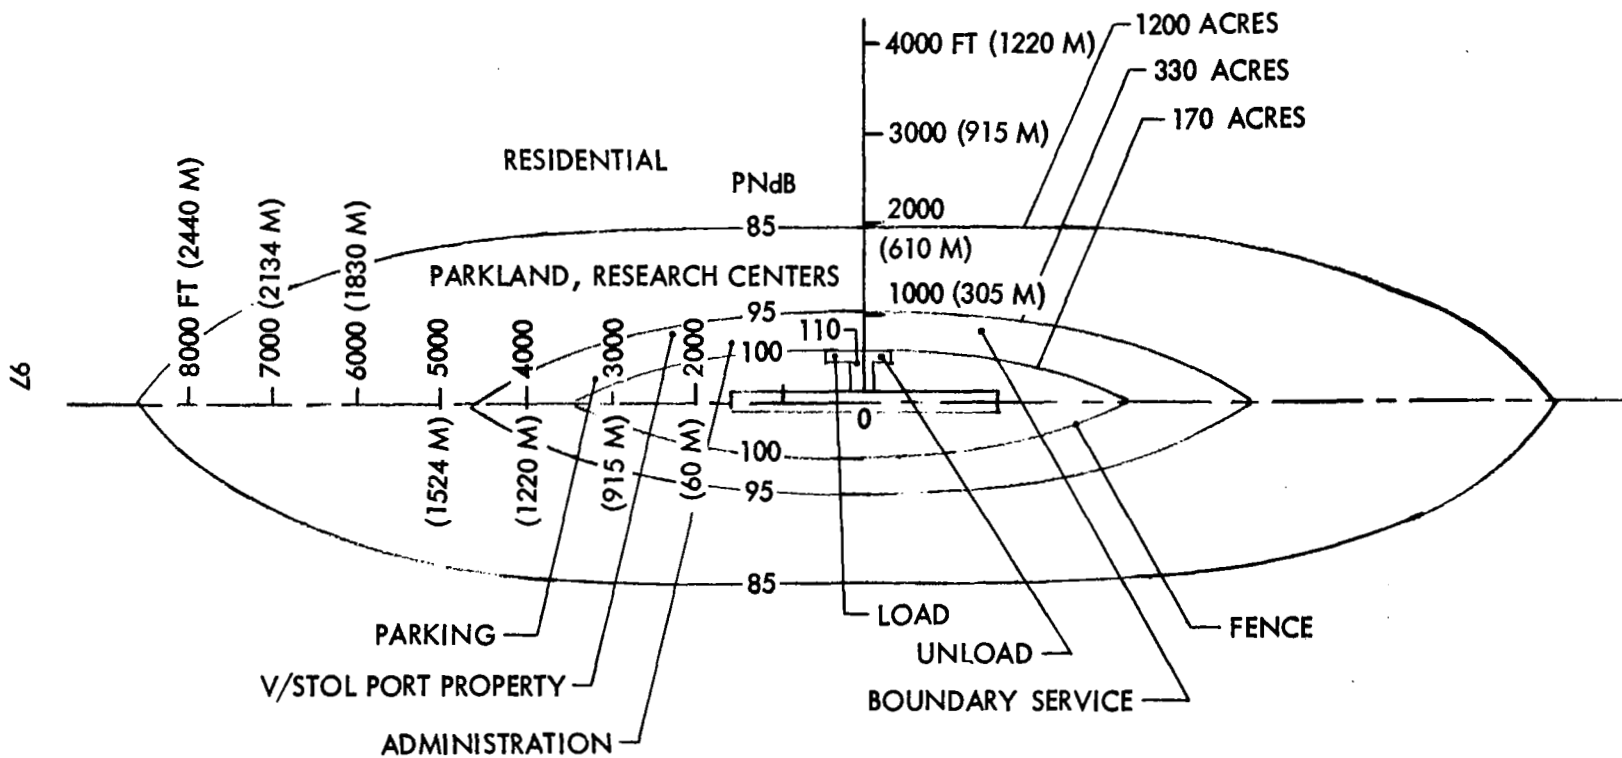 1200 ACRES
4000 FT (1220 M)
330 ACRES
170 ACRES
3000 (915 M)
RESIDENTIAL
PNdB
85
2000
(610 M)
8000 FT (2440 M)
7000 (2134 M)
6000 (1830 M)
PARKLAND, RESEARCH CENTERS
1000 (305 M)
95
110
100
5000
4000
3000
2000
97
0
(1524 M)
(1220 M)
(915 M)
(60 M)
100
95
85
LOAD
PARKING
FENCE
UNLOAD
V/STOL PORT PROPERTY
BOUNDARY SERVICE
ADMINISTRATION